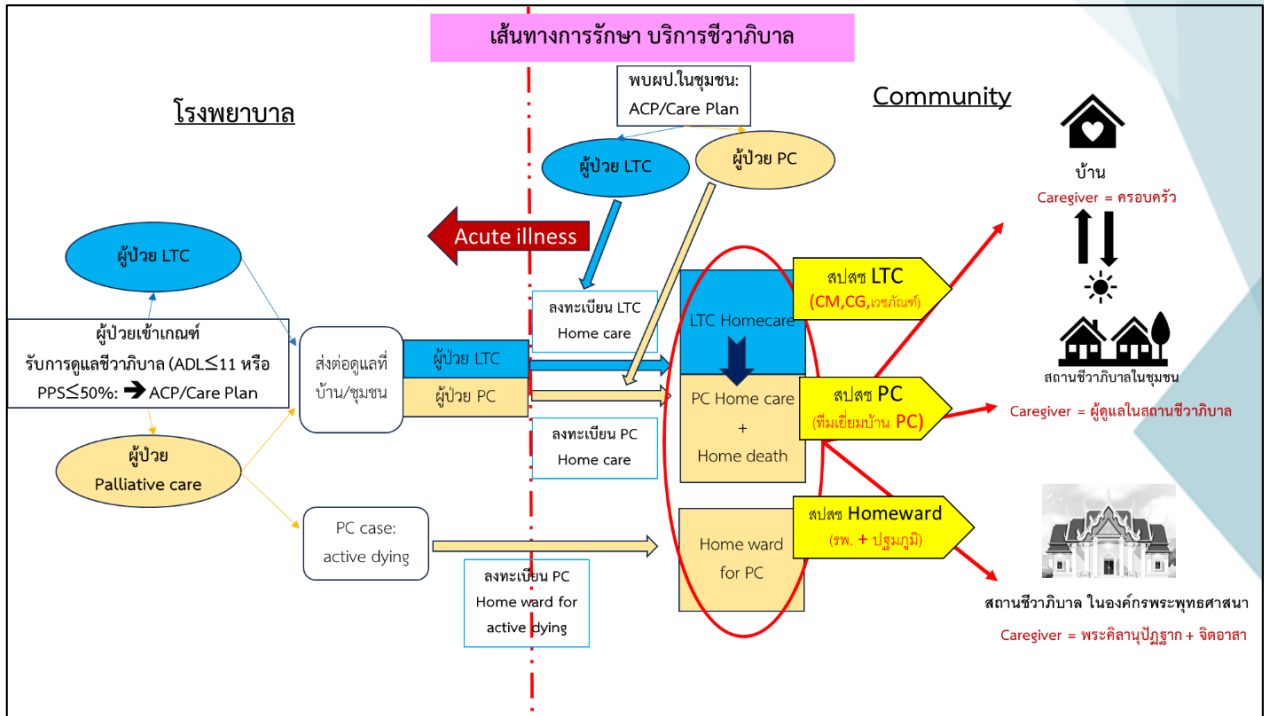 เส้นทางการรักษา บริการชีวาภิบาล
โรงพยาบาล
พบผป.ในชุมชน:
ACP/Care Plan
Community
ผู้ป่วย LTC
ผู้ป่วย PC
บ้าน
Caregiver = ครอบครัว
Acute illness
ผู้ป่วย LTC
ผู้ป่วยเข้าเกณฑ์
รับการดูแลชีวาภิบาล (ADL≤11 หรือ
PPS≤50%: ➔ ACP/Care Plan
ผู้ป่วย
Palliative care
ส่งต่อดูแลที่
บ้าน/ชุมชน
ผู้ป่วย LTC
ผู้ป่วย PC
PC case:
active dying
ลงทะเบียน LTC
Home care
ลงทะเบียน PC
Home care
ลงทะเบียน PC
Home ward for
active dying
LTC Homecare
PC Home care
+
Home death
Home ward
for PC
สปสช LTC
(CM,CG,เวชภัณฑ์)
สปสช PC
(ทีมเยี่ยมบ้าน PC)
สปสช Homeward
(รพ. + ปฐมภูมิ)
สถานชีวาภิบาลในชุมชน
Caregiver = ผู้ดูแลในสถานชีวาภิบาล
สถานชีวาภิบาล ในองค์กรพระพุทธศาสนา
Caregiver = พระคิลานุปัฏฐาก + จิตอาสา